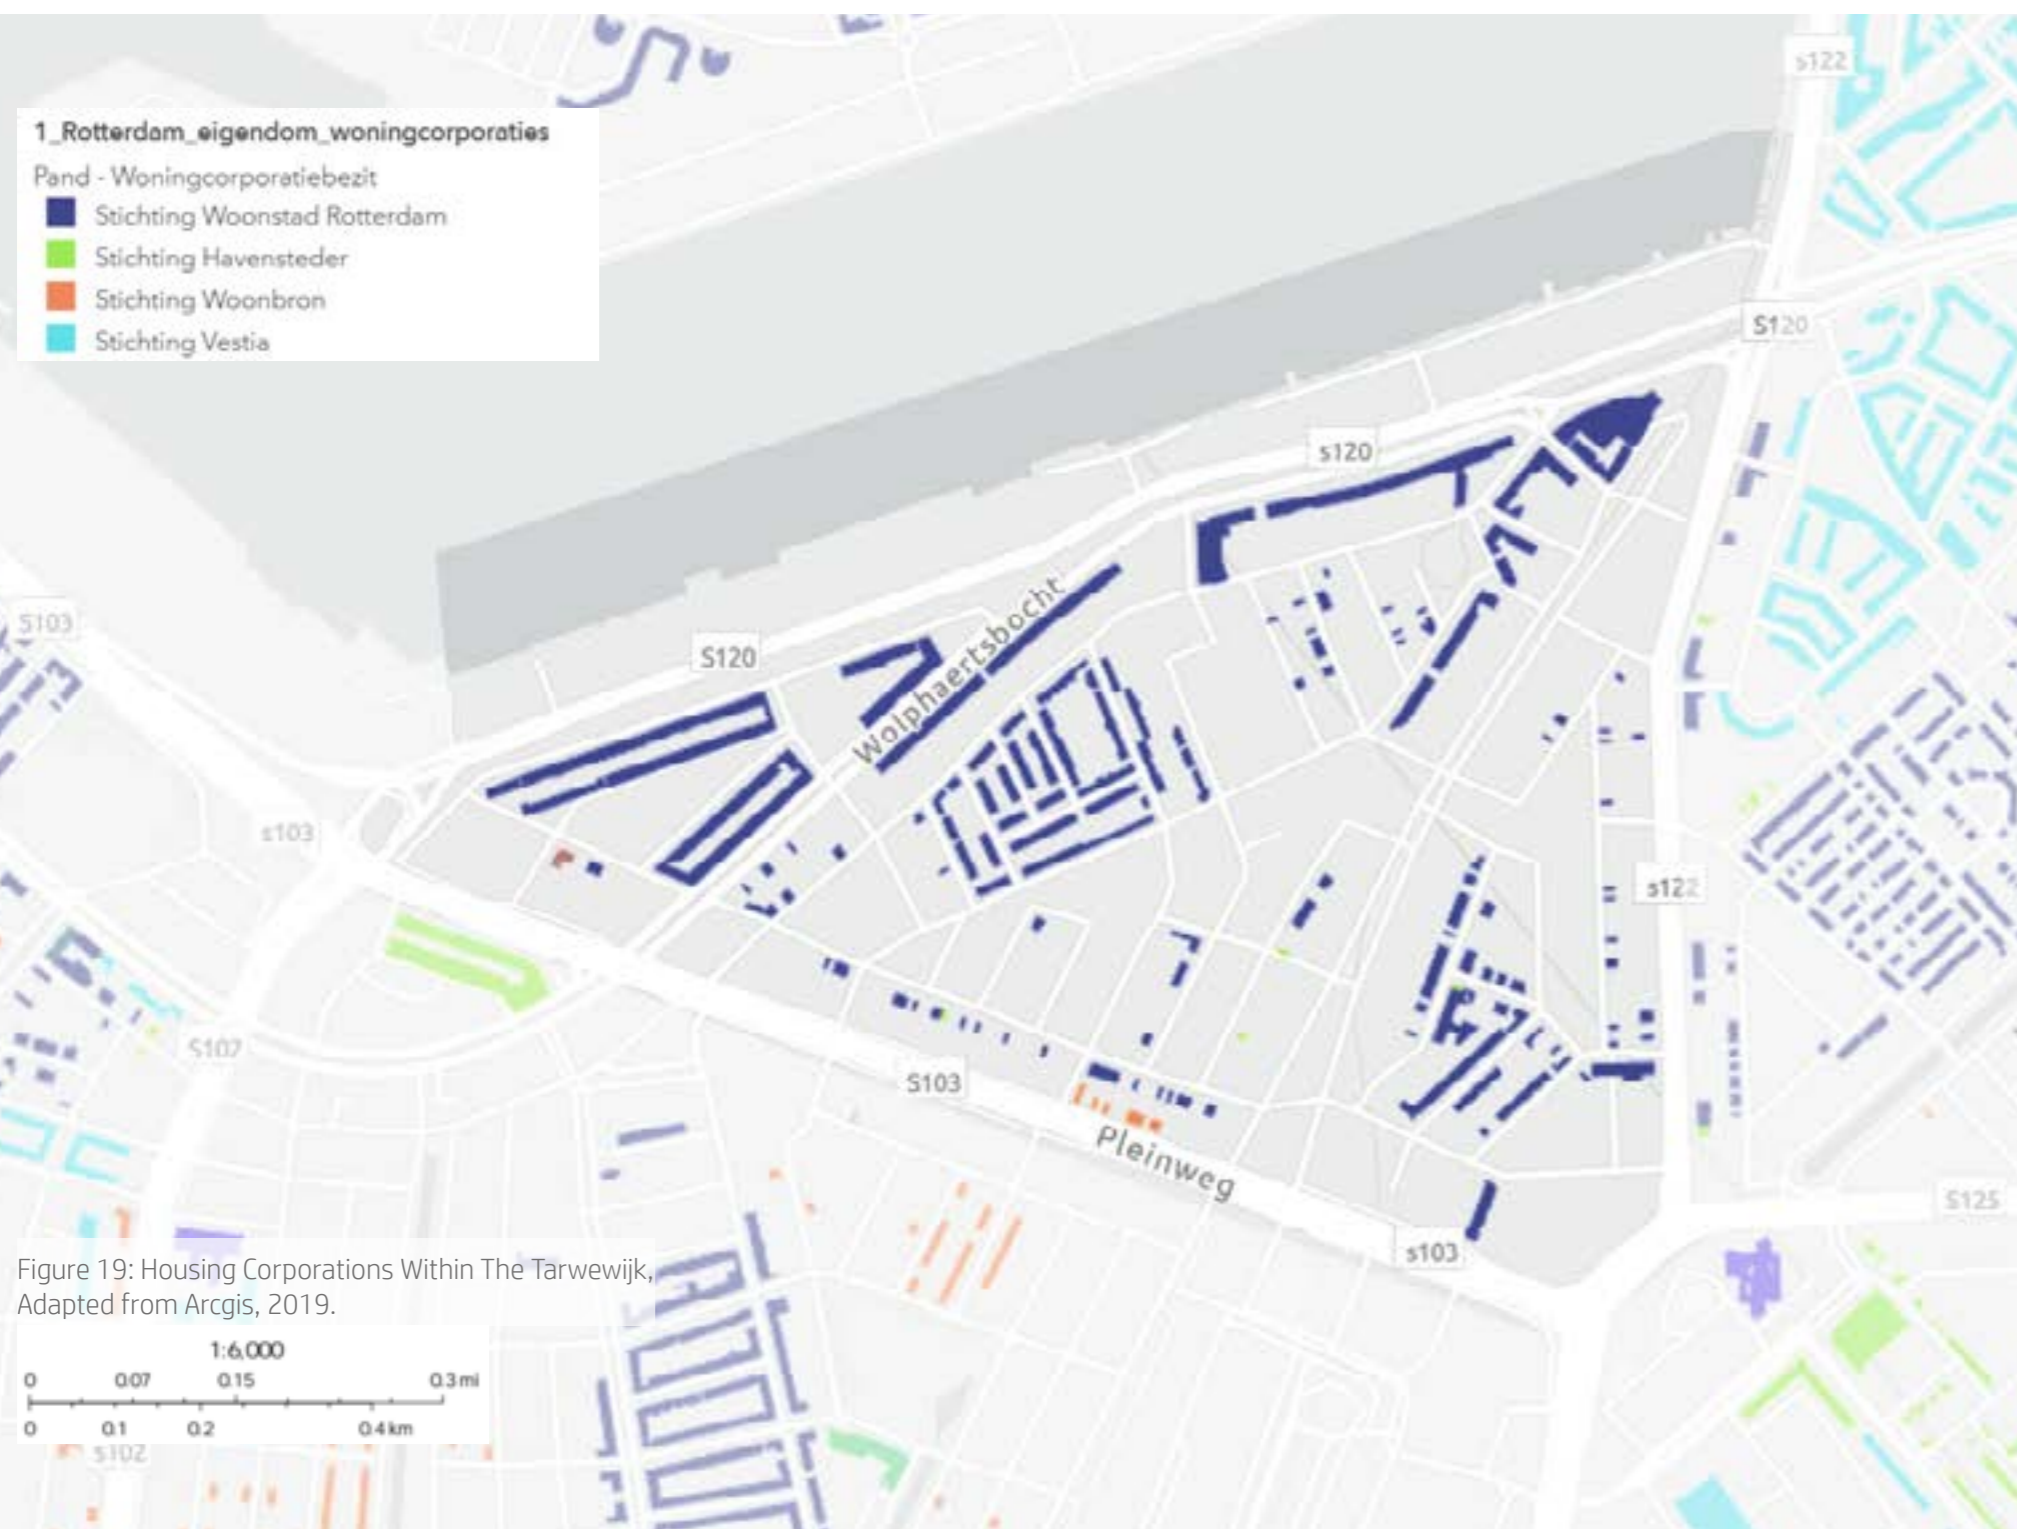 s122
1_Rotterdam_eigendom_woningcorporaties
Pand - Woningcorporatiebezit
Stichting Woonstad Rotterdam
Stichting Havensteder
Stichting Woonbron
Stichting Vestia
S120
s120
S103
S120
Wolphaertsbocht
s103
s122
S107
S103
Pleinweg
S125
s103
Figure 19: Housing Corporations Within The Tarwewijk,
Adapted from Arcgis, 2019.
1:6,000
0 0.07 0.15 0.3 mi
0 0.1 0.2 0.4 km
s102